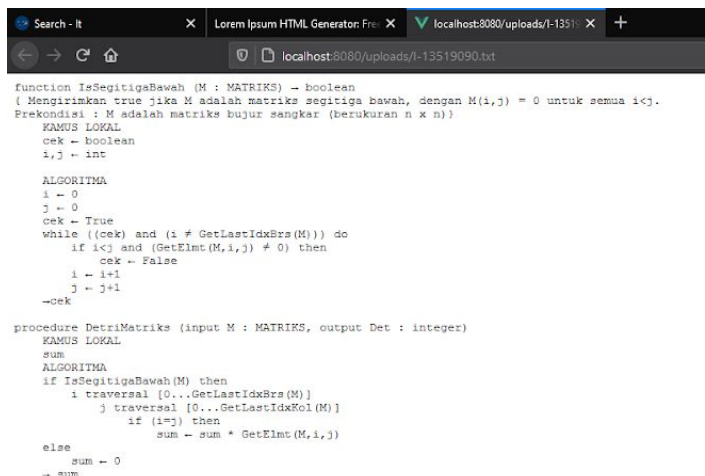 Search - It
Lorem Ipsum HTML Generator: Free
localhost:8080/uploads/I-13519
localhost:8080/uploads/I-13519090.txt
function IsSegitigaBawah (M : MATRIKS) → boolean
{ Mengirimkan true jika M adalah matriks segitiga bawah, dengan M(i,j) = 0 untuk semua i<j.
Prekondisi : M adalah matriks bujur sangkar (berukuran n x n)}
KAMUS LOKAL
cek ← boolean
i,j ← int
ALGORITMA
i ← 0
j ← 0
cek ← True
while ((cek) and (i ≠ GetLastIdxBrs(M))) do
if i<j and (GetElmt(M,i,j) ≠ 0) then
cek ← False
i ← i+1
j ← j+1
→cek
procedure DetriMatriks (input M : MATRIKS, output Det : integer)
KAMUS LOKAL
sum
ALGORITMA
if IsSegitigaBawah(M) then
i traversal [0...GetLastIdxBrs(M)]
j traversal [0...GetLastIdxKol(M)]
if (i=j) then
sum ← sum * GetElmt(M,i,j)
else
sum ← 0
→ sum